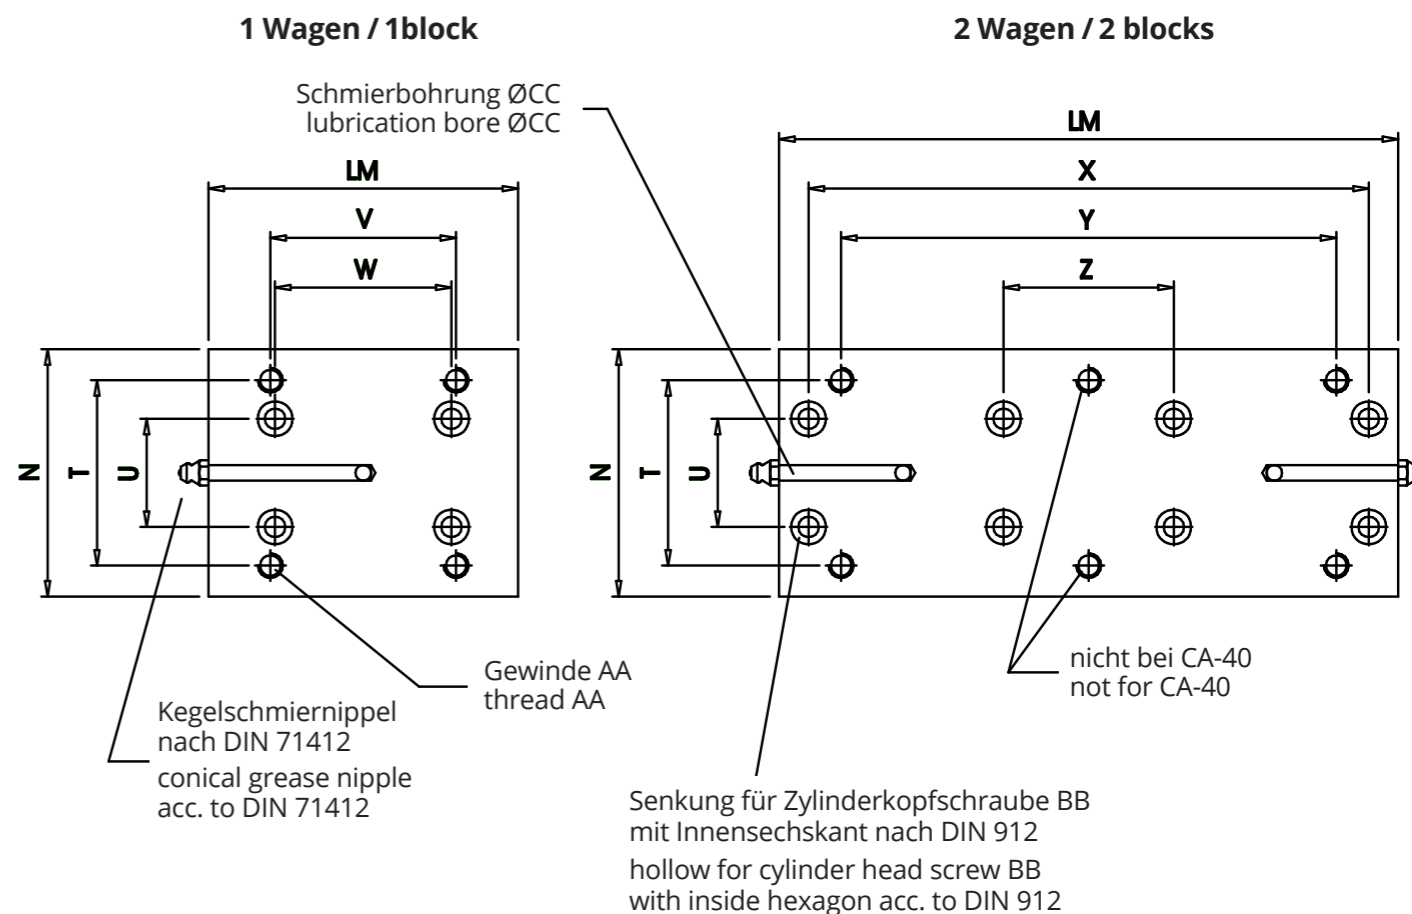 1 Wagen / 1block
2 Wagen / 2 blocks
Schmierbohrung ØCC
lubrication bore ØCC
LM
V
W
N
T
U
LM
X
Y
Z
N
T
U
Gewinde AA
thread AA
nicht bei CA-40
not for CA-40
Kegelschmiernippel
nach DIN 71412
conical grease nipple
acc. to DIN 71412
Senkung für Zylinderkopfschraube BB
mit Innensechskant nach DIN 912
hollow for cylinder head screw BB
with inside hexagon acc. to DIN 912